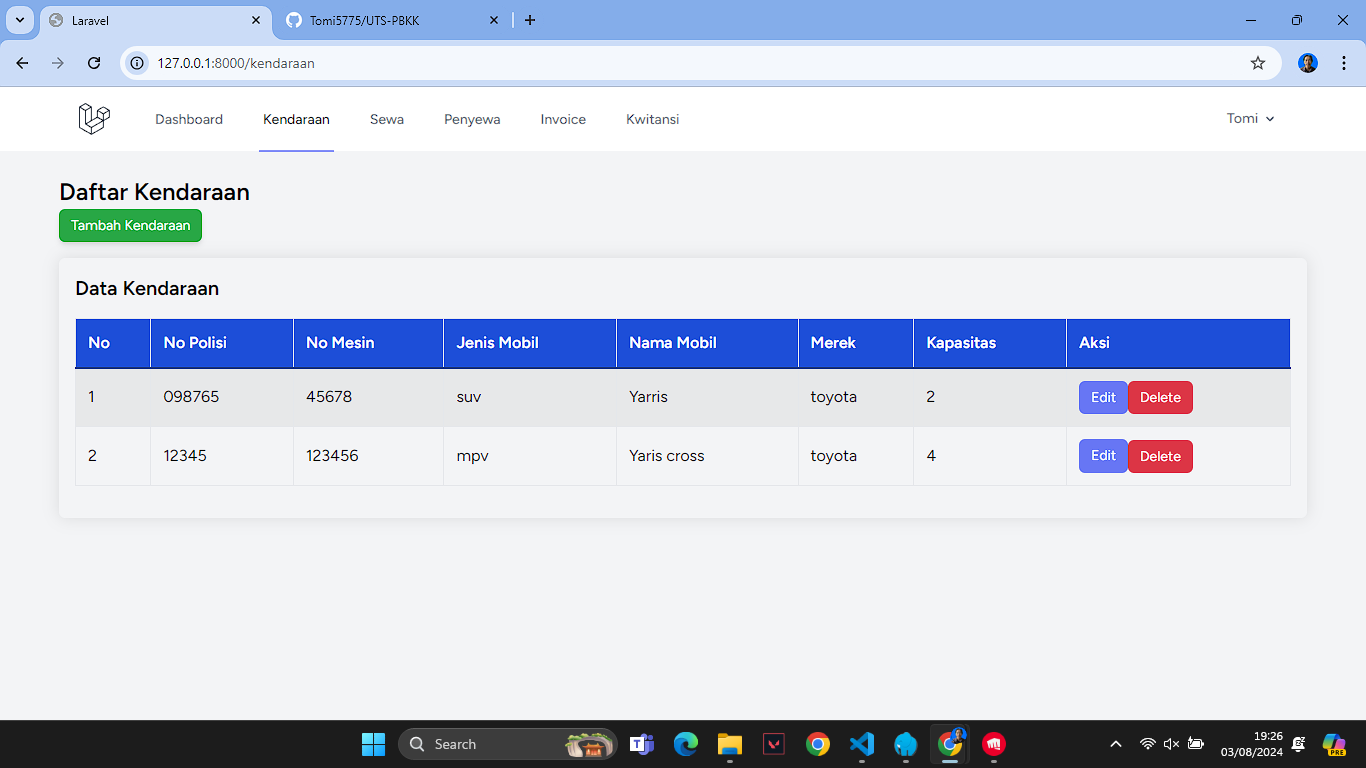 Laravel
Tomi5775/UTS-PBKK
127.0.0.1:8000/kendaraan
Dashboard Kendaraan Sewa Penyewa Invoice Kwitansi Tomi
Daftar Kendaraan
Tambah Kendaraan
Data Kendaraan
No No Polisi No Mesin Jenis Mobil Nama Mobil Merek Kapasitas Aksi
1 098765 45678 suv Yarris toyota 2 Edit Delete
2 12345 123456 mpv Yaris cross toyota 4 Edit Delete
Search
19:26
03/08/2024
PRE